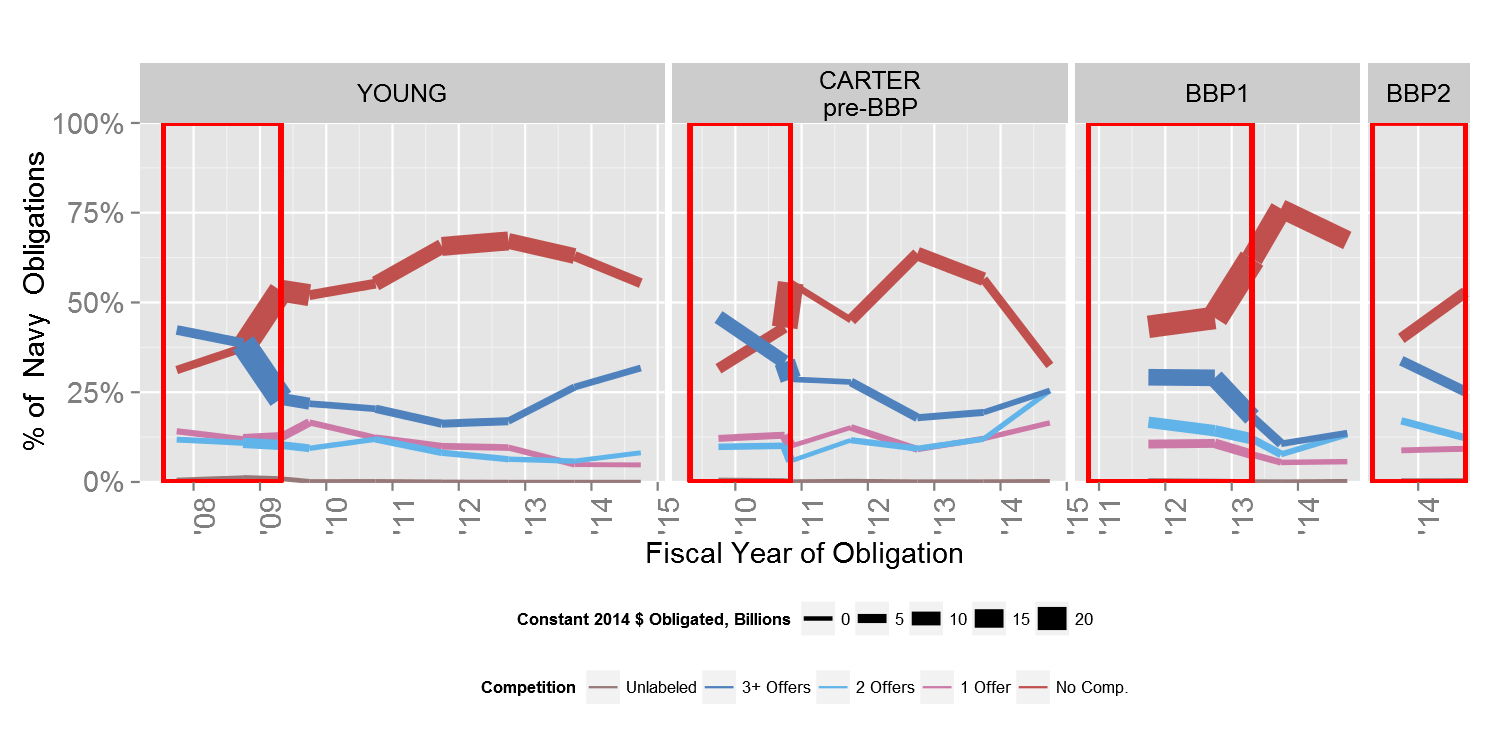 YOUNG
CARTER
pre-BBP
BBP1
BBP2
% of Navy Obligations
100%
75%
50%
25%
0%
'08 '09 '10 '11 '12 '13 '14 '15
'10 '11 '12 '13 '14 '15
'11 '12 '13 '14
'14
Fiscal Year of Obligation
Constant 2014 $ Obligated, Billions 0 5 10 15 20
Competition Unlabeled 3+ Offers 2 Offers 1 Offer No Comp.